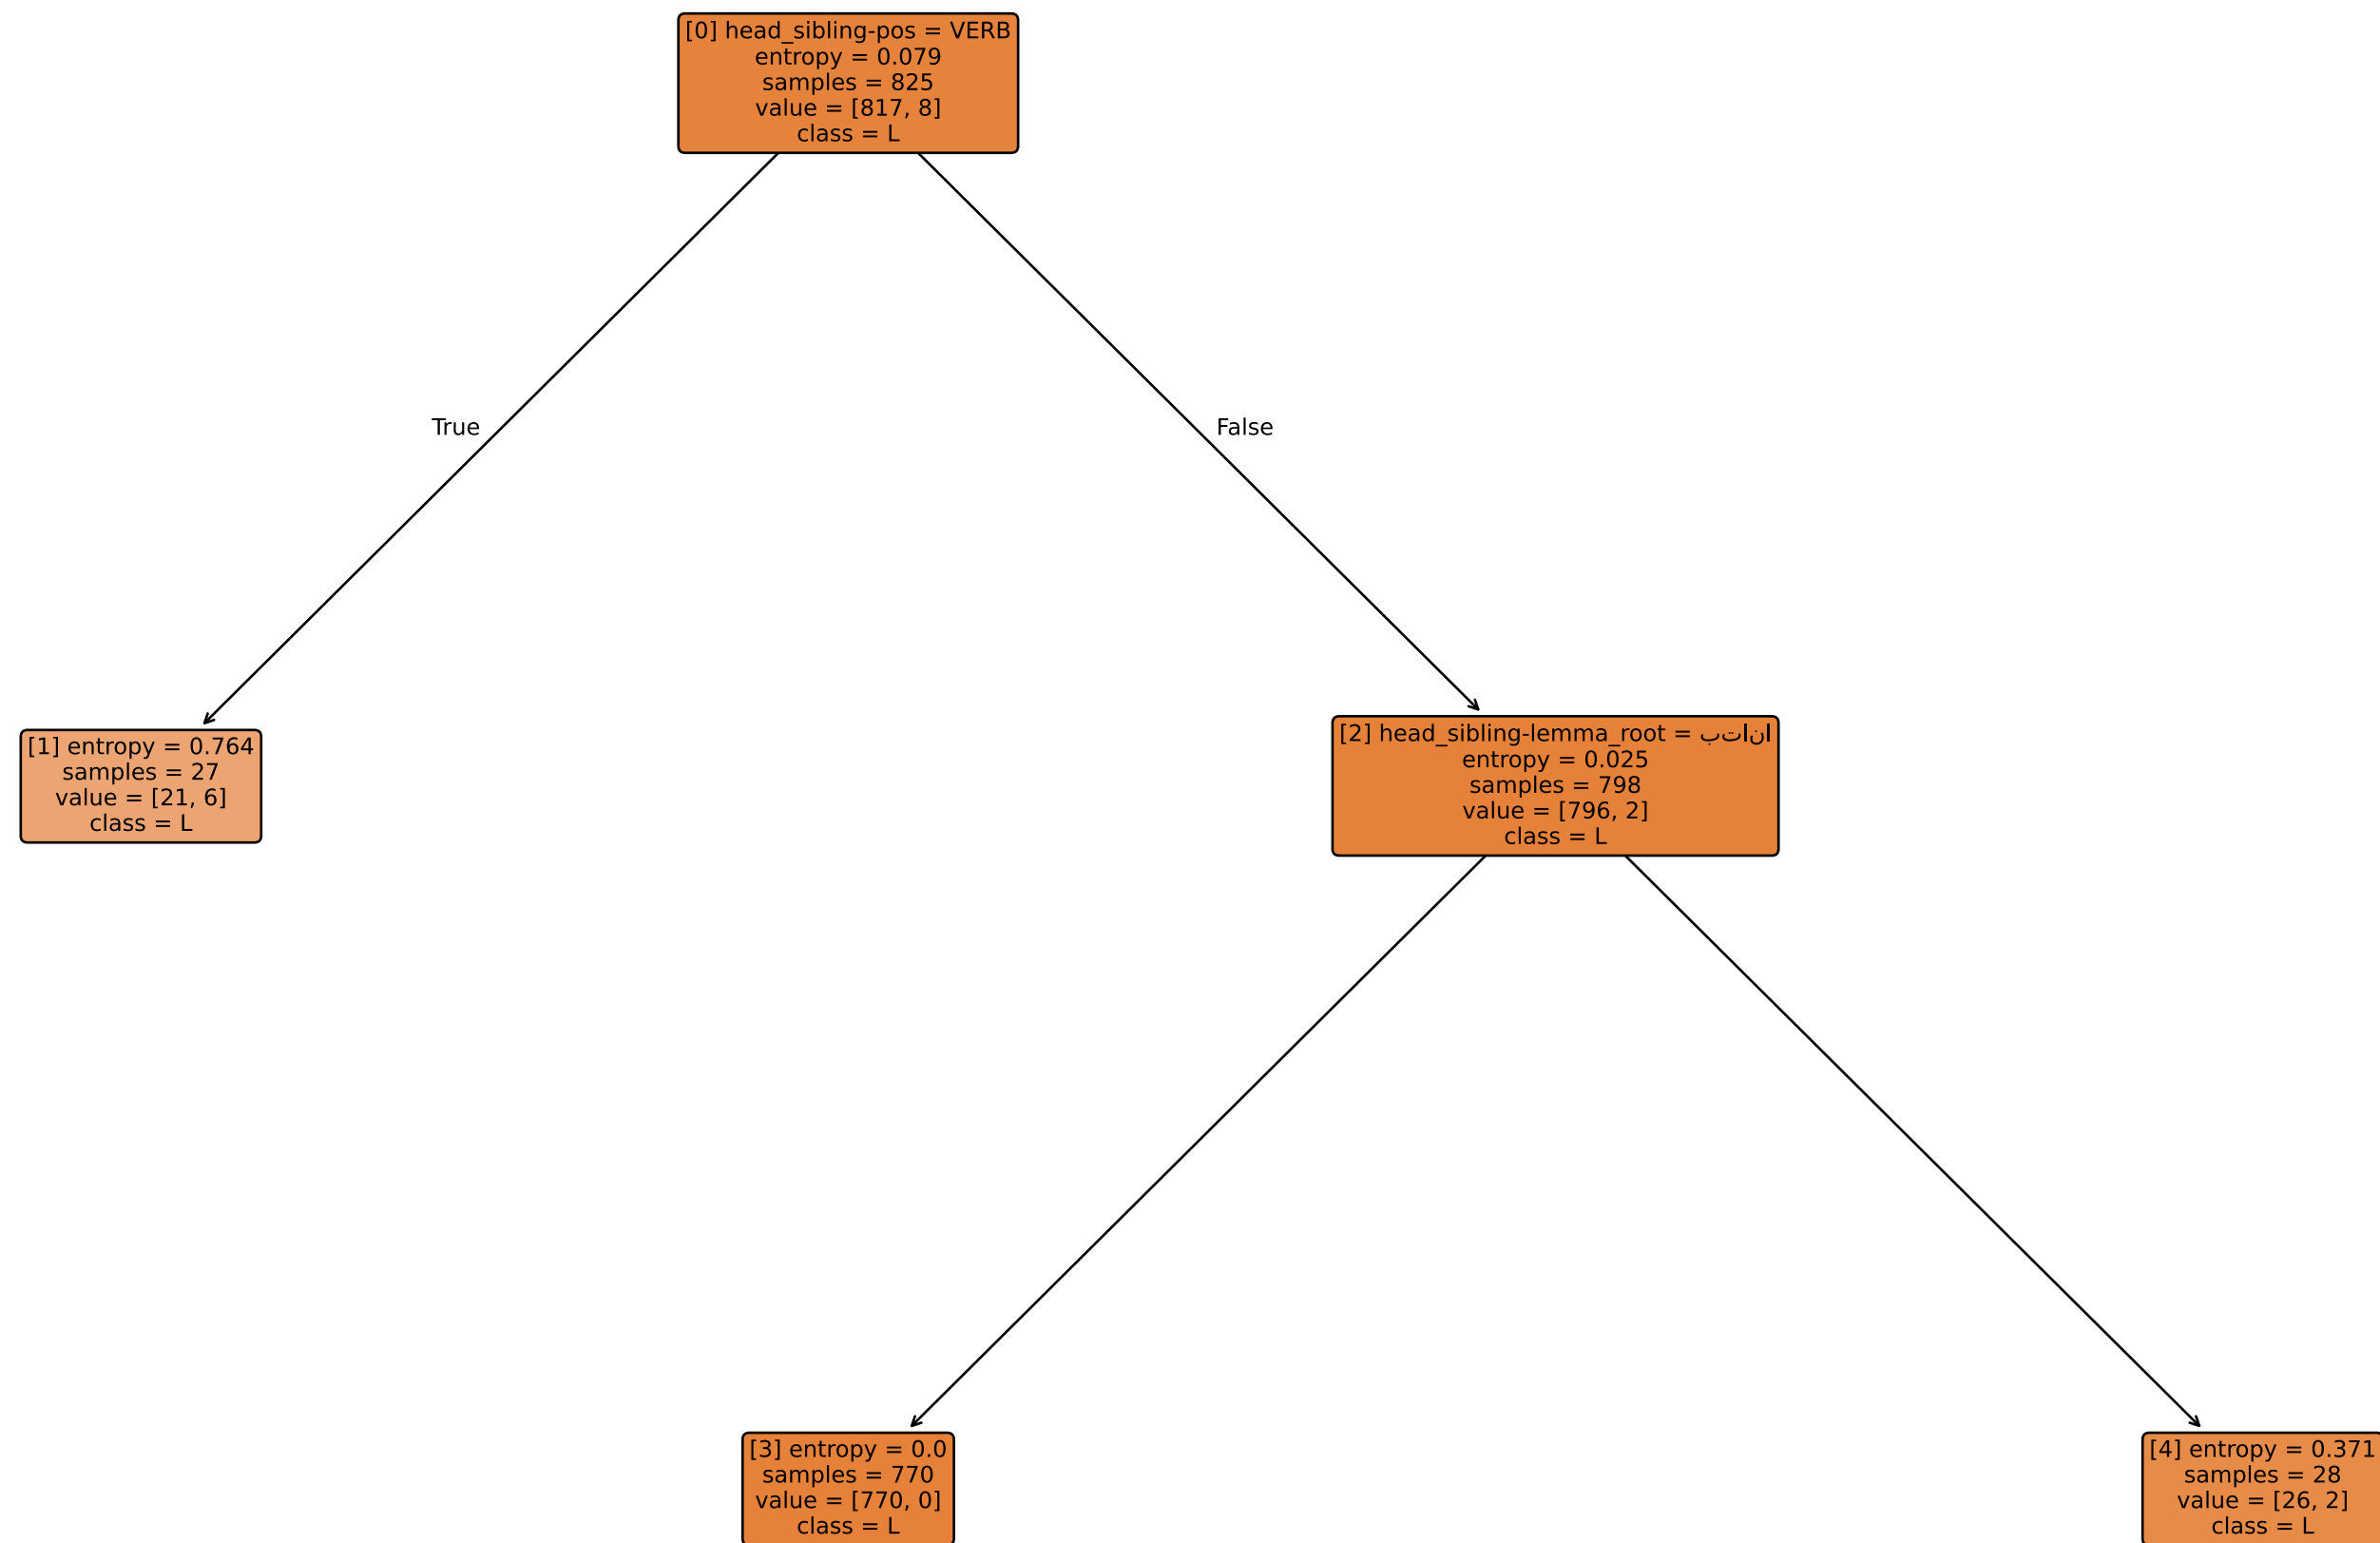 [0] head_sibling-pos = VERB
entropy = 0.079
samples = 825
value = [817, 8]
class = L
True
False
[1] entropy = 0.764
samples = 27
value = [21, 6]
class = L
[2] head_sibling-lemma_root = بتانا
entropy = 0.025
samples = 798
value = [796, 2]
class = L
[3] entropy = 0.0
samples = 770
value = [770, 0]
class = L
[4] entropy = 0.371
samples = 28
value = [26, 2]
class = L